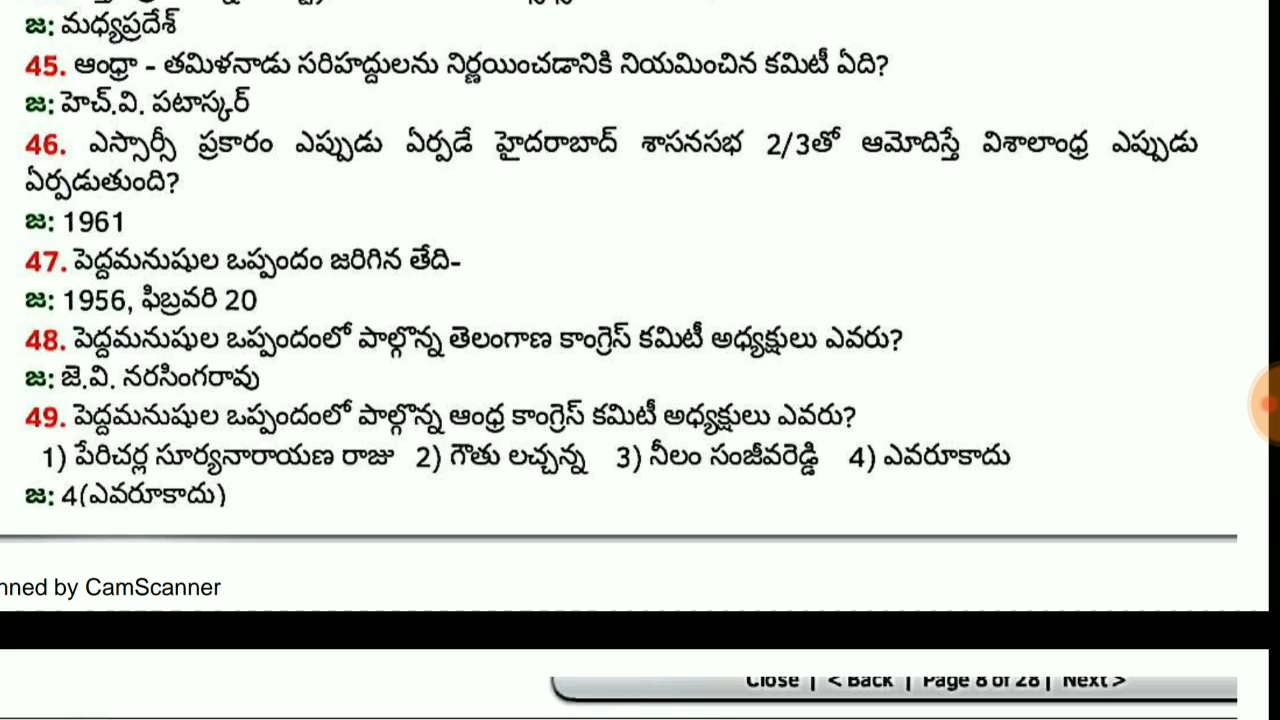 జ: మధ్యప్రదేశ్
45. ఆంధ్రా - తమిళనాడు సరిహద్దులను నిర్ణయించడానికి నియమించిన కమిటీ ఏది?
జ: హెచ్.వి. పటాస్కర్
46. ఎస్సార్సీ ప్రకారం ఎప్పుడు ఏర్పడే హైదరాబాద్ శాసనసభ 2/3తో ఆమోదిస్తే విశాలాంధ్ర ఎప్పుడు
ఏర్పడుతుంది?
జ: 1961
47. పెద్దమనుషుల ఒప్పందం జరిగిన తేది-
జ: 1956, ఫిబ్రవరి 20
48. పెద్దమనుషుల ఒప్పందంలో పాల్గొన్న తెలంగాణ కాంగ్రెస్ కమిటీ అధ్యక్షులు ఎవరు?
జ: జె.వి. నరసింగరావు
49. పెద్దమనుషుల ఒప్పందంలో పాల్గొన్న ఆంధ్ర కాంగ్రెస్ కమిటీ అధ్యక్షులు ఎవరు?
1) పేరిచర్ల సూర్యనారాయణ రాజు 2) గౌతు లచ్చన్న 3) నీలం సంజీవరెడ్డి 4) ఎవరూకాదు
జ: 4(ఎవరూకాదు)
nned by CamScanner
Close | < Back | Page 8 of 28 | Next >